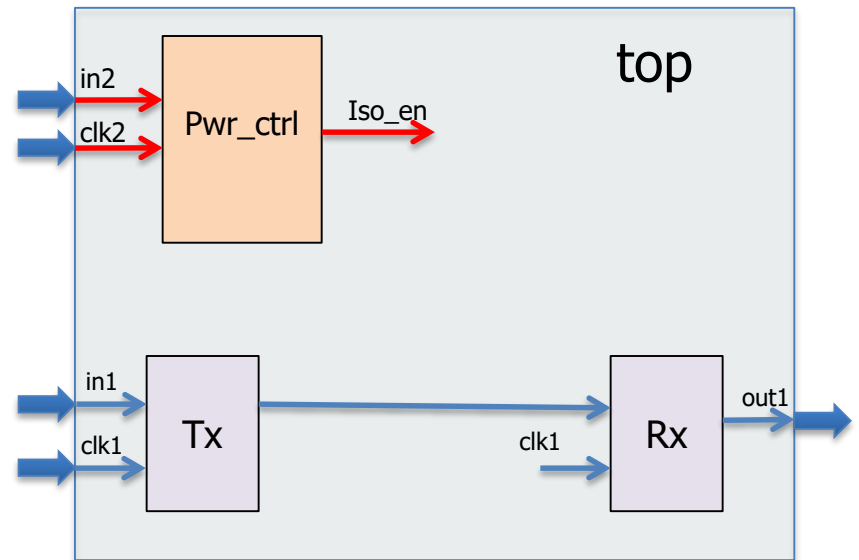 top
in2
clk2
Pwr_ctrl
Iso_en
in1
clk1
Tx
clk1
Rx
out1